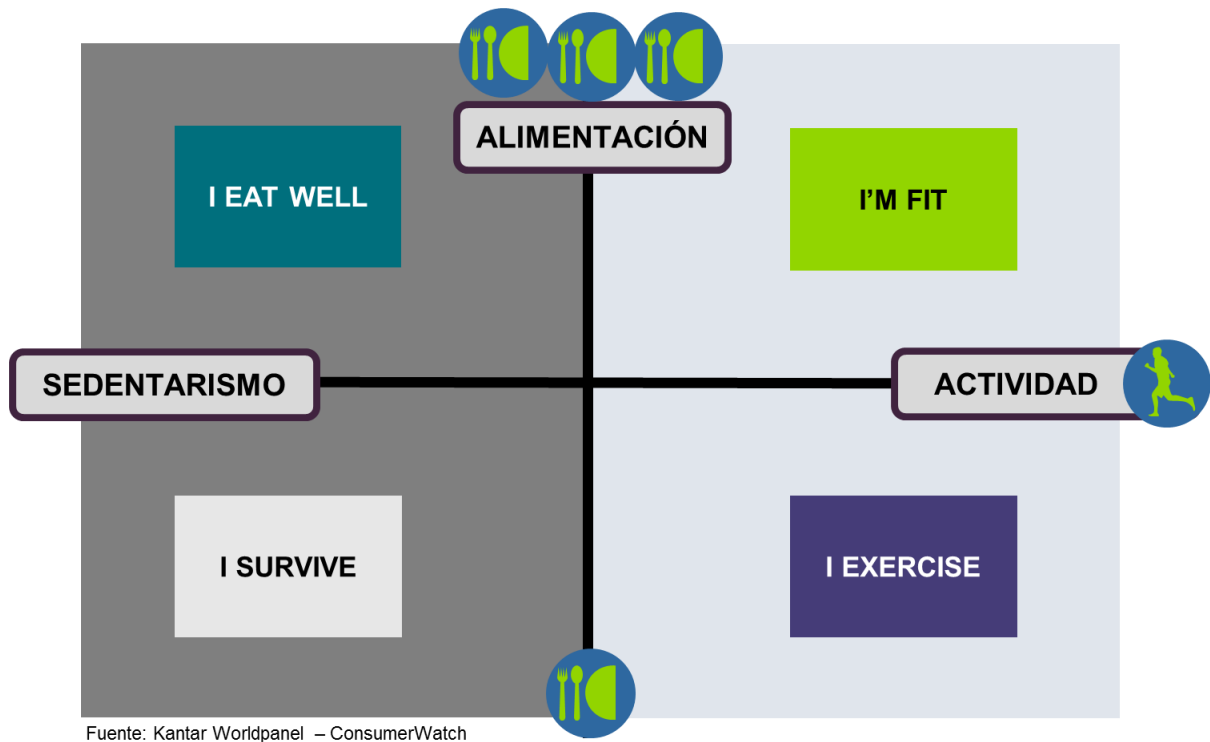 ALIMENTACIÓN
I EAT WELL
I’M FIT
SEDENTARISMO
ACTIVIDAD
I SURVIVE
I EXERCISE
Fuente: Kantar Worldpanel – ConsumerWatch